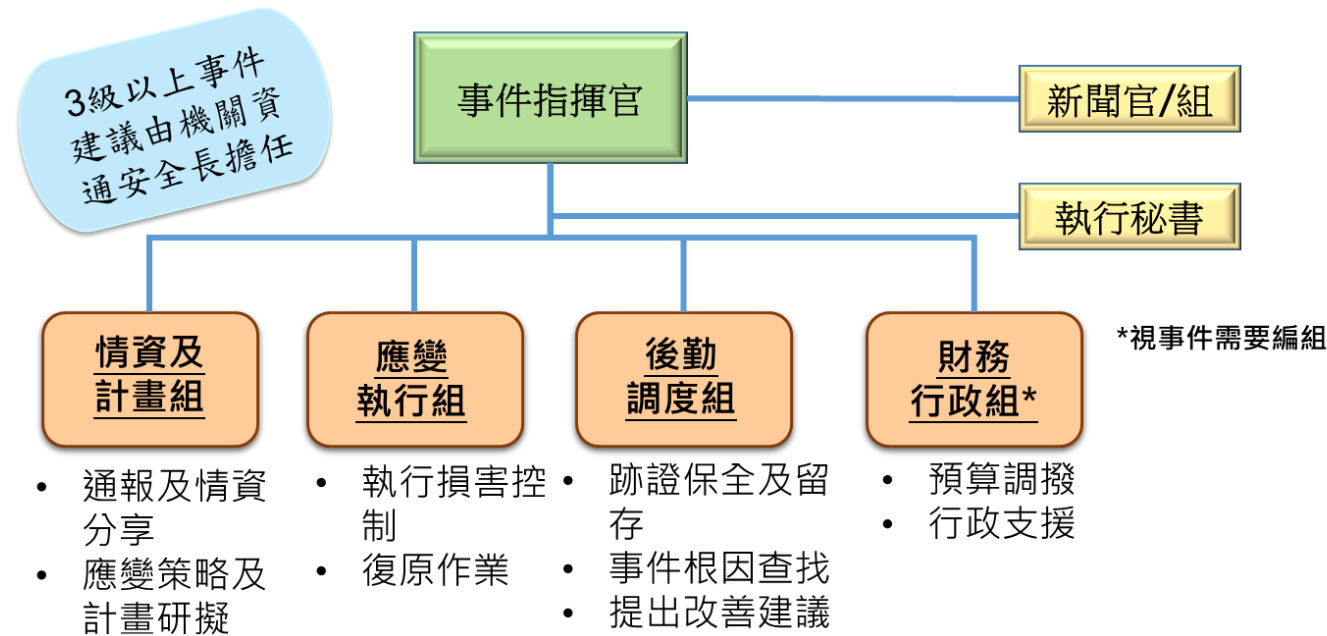 3級以上事件
建議由機關資
通安全長擔任
事件指揮官
新聞官/組
執行秘書
*視事件需要編組
情資及
計畫組
• 通報及情資
分享
• 應變策略及
計畫研擬
應變
執行組
• 執行損害控
制
• 復原作業
後勤
調度組
• 跡證保全及留
存
• 事件根因查找
• 提出改善建議
財務
行政組*
• 預算調撥
• 行政支援